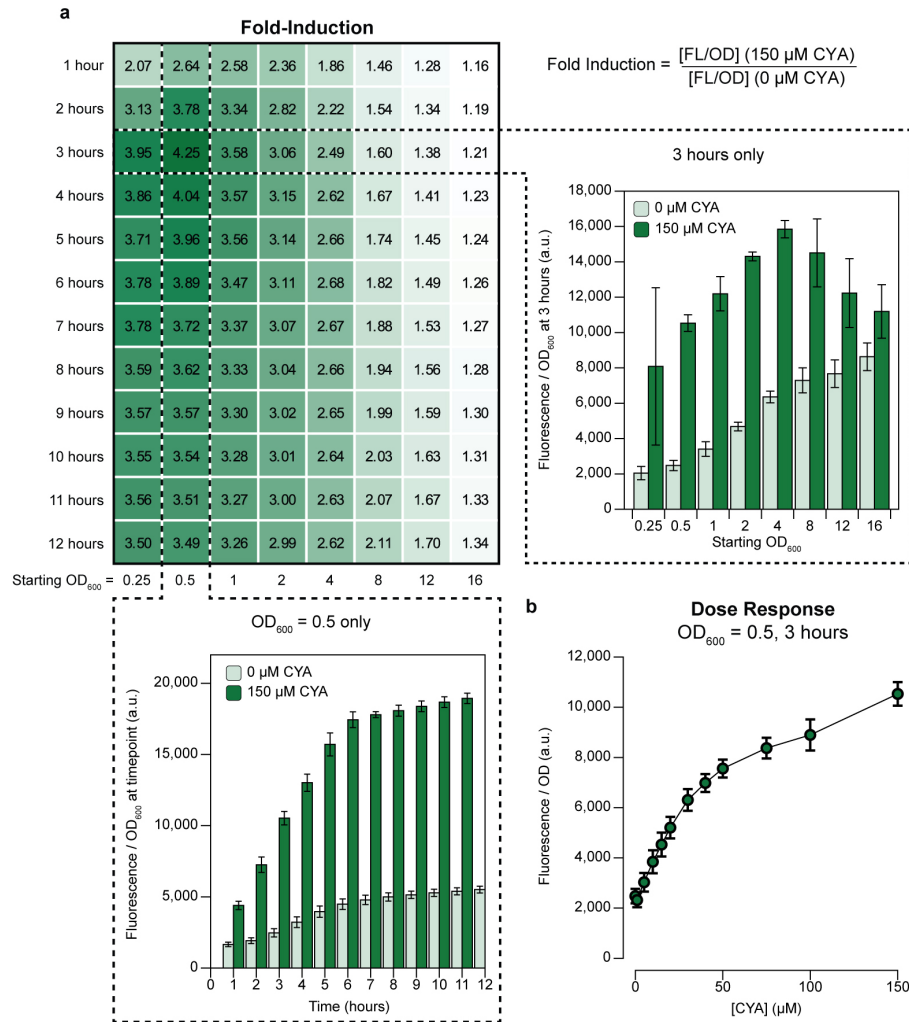 a
Fold-Induction
1 hour 2.07 2.64 2.58 2.36 1.86 1.46 1.28 1.16
2 hours 3.13 3.78 3.34 2.82 2.22 1.54 1.34 1.19
3 hours 3.95 4.25 3.58 3.06 2.49 1.60 1.38 1.21
4 hours 3.86 4.04 3.57 3.15 2.62 1.67 1.41 1.23
5 hours 3.71 3.96 3.56 3.14 2.66 1.74 1.45 1.24
6 hours 3.78 3.89 3.47 3.11 2.68 1.82 1.49 1.26
7 hours 3.78 3.72 3.37 3.07 2.67 1.88 1.53 1.27
8 hours 3.59 3.62 3.33 3.04 2.66 1.94 1.56 1.28
9 hours 3.57 3.57 3.30 3.02 2.65 1.99 1.59 1.30
10 hours 3.55 3.54 3.28 3.01 2.64 2.03 1.63 1.31
11 hours 3.56 3.51 3.27 3.00 2.63 2.07 1.67 1.33
12 hours 3.50 3.49 3.26 2.99 2.62 2.11 1.70 1.34
Starting OD600 = 0.25 0.5 1 2 4 8 12 16
Fold Induction =
[FL/OD] (150 µM CYA)
[FL/OD] (0 µM CYA)
3 hours only
0 µM CYA
150 µM CYA
Fluorescence / OD600 at 3 hours (a.u.)
18,000
16,000
14,000
12,000
10,000
8,000
6,000
4,000
2,000
0
0.25 0.5 1 2 4 8 12 16
Starting OD600
OD600 = 0.5 only
0 µM CYA
150 µM CYA
Fluorescence / OD600 at timepoint (a.u.)
20,000
15,000
10,000
5,000
0
0 1 2 3 4 5 6 7 8 9 10 11 12
Time (hours)
b
Dose Response
OD600 = 0.5, 3 hours
Fluorescence / OD (a.u.)
12,000
10,000
8,000
6,000
4,000
2,000
0
0 50 100 150
[CYA] (µM)